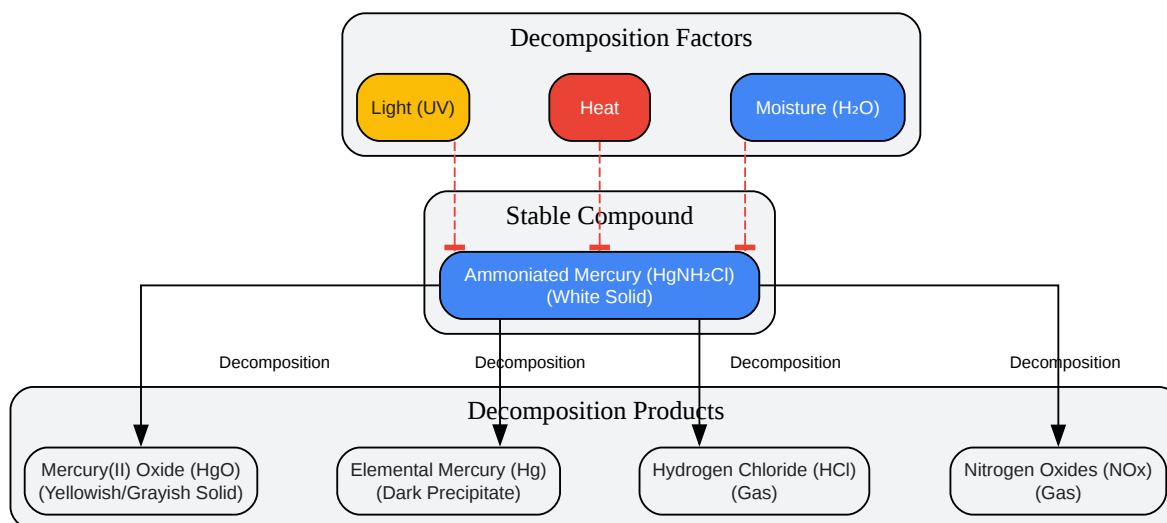 Decomposition Factors
Light (UV)
Heat
Moisture (H₂O)
Stable Compound
Ammoniated Mercury (HgNH₂Cl)
(White Solid)
Decomposition
Decomposition
Decomposition
Decomposition
Decomposition Products
Mercury(II) Oxide (HgO)
(Yellowish/Grayish Solid)
Elemental Mercury (Hg)
(Dark Precipitate)
Hydrogen Chloride (HCl)
(Gas)
Nitrogen Oxides (NOx)
(Gas)